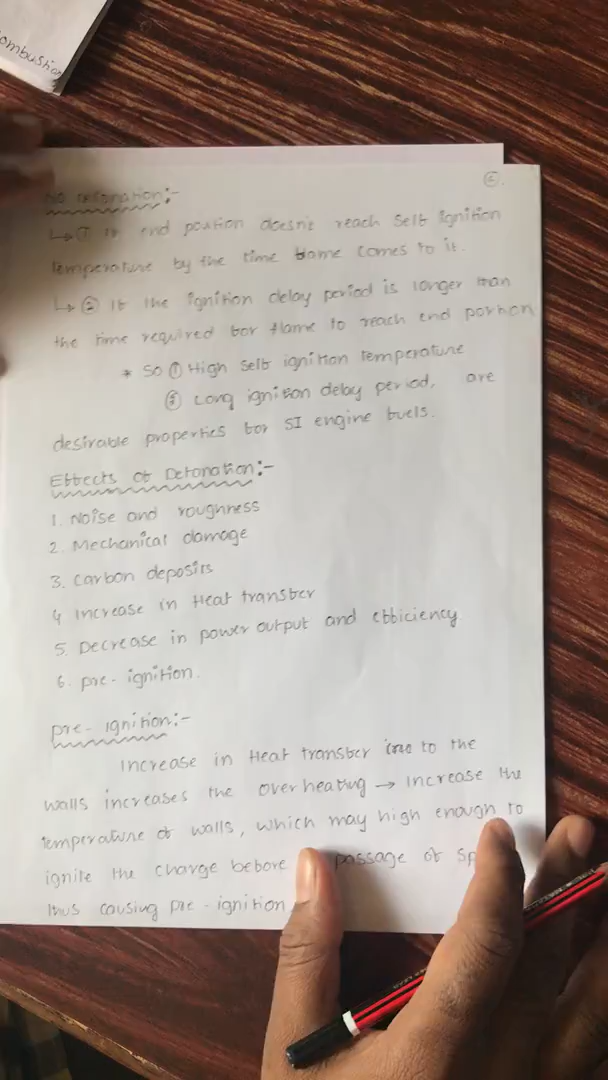 combustion
6.
No Detonation:-
↳ ① If end portion doesn't reach Self ignition
temperature by the time flame comes to it.
↳ ② If the ignition delay period is longer than
the time required for flame to reach end portion
* So ① High Self ignition temperature
② Long ignition delay period, are
desirable properties for SI engine fuels.
Effects of Detonation:-
1. Noise and roughness
2. Mechanical damage
3. Carbon deposits
4 Increase in Heat transfer
5. Decrease in power output and efficiency.
6. pre-ignition.
pre-ignition:-
Increase in Heat transfer to the
walls increases the overheating → Increase the
temperature of walls, which may high enough to
ignite the charge before passage of Sp
thus causing pre-ignition